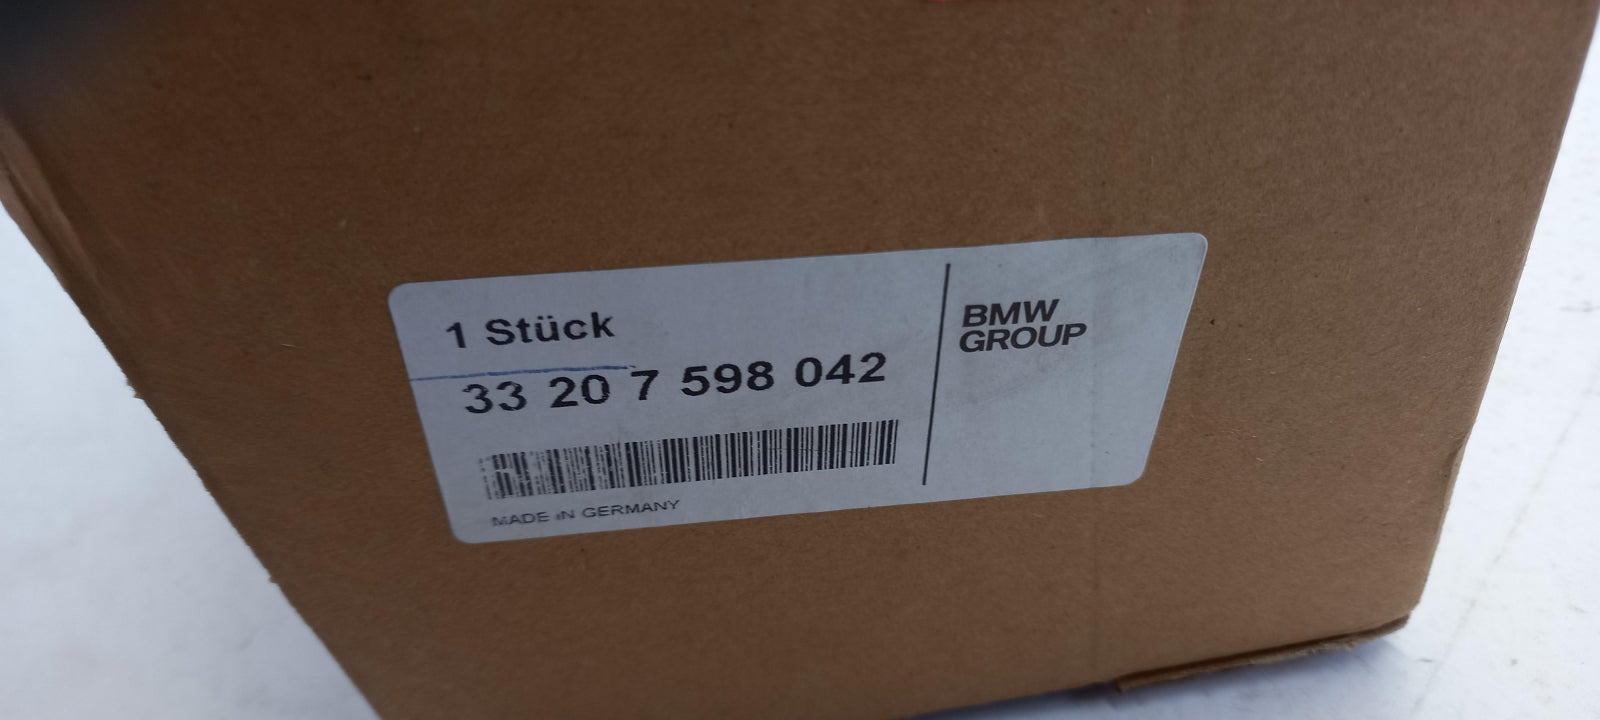 1 Stück
33 20 7 598 042
MADE IN GERMANY
BMW
GROUP